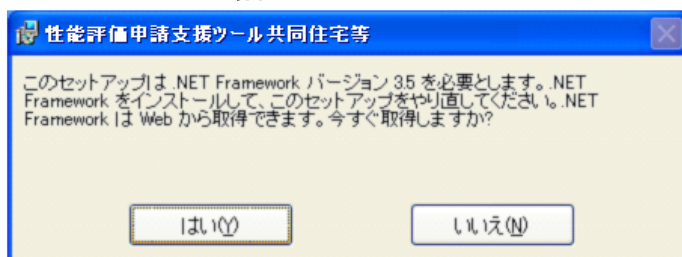 性能評価申請支援ツール共同住宅等
このセットアップは .NET Framework バージョン 3.5 を必要とします。.NET
Framework をインストールして、このセットアップをやり直してください。.NET
Framework は Web から取得できます。今すぐ取得しますか?
はい(Y) いいえ(N)